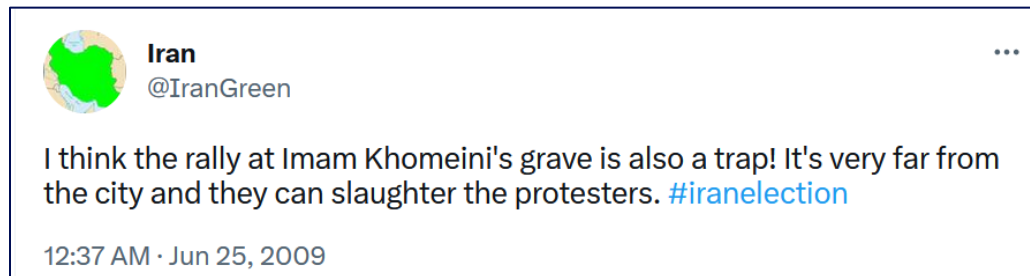 Iran
@IranGreen
I think the rally at Imam Khomeini's grave is also a trap! It's very far from
the city and they can slaughter the protesters. #iranelection
12:37 AM · Jun 25, 2009